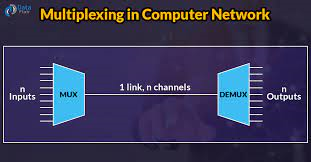 Data
Flair
Multiplexing in Computer Network
n
Inputs
MUX
1 link, n channels
DEMUX
n
Outputs